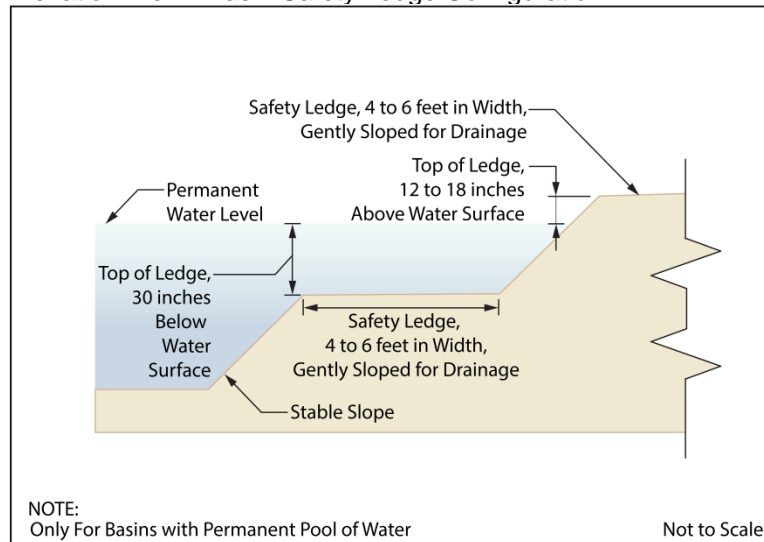 Safety Ledge, 4 to 6 feet in Width,
Gently Sloped for Drainage
Top of Ledge,
12 to 18 inches
Above Water Surface
Permanent
Water Level
Top of Ledge,
30 inches
Below
Water
Surface
Safety Ledge,
4 to 6 feet in Width,
Gently Sloped for Drainage
Stable Slope
NOTE:
Only For Basins with Permanent Pool of Water
Not to Scale